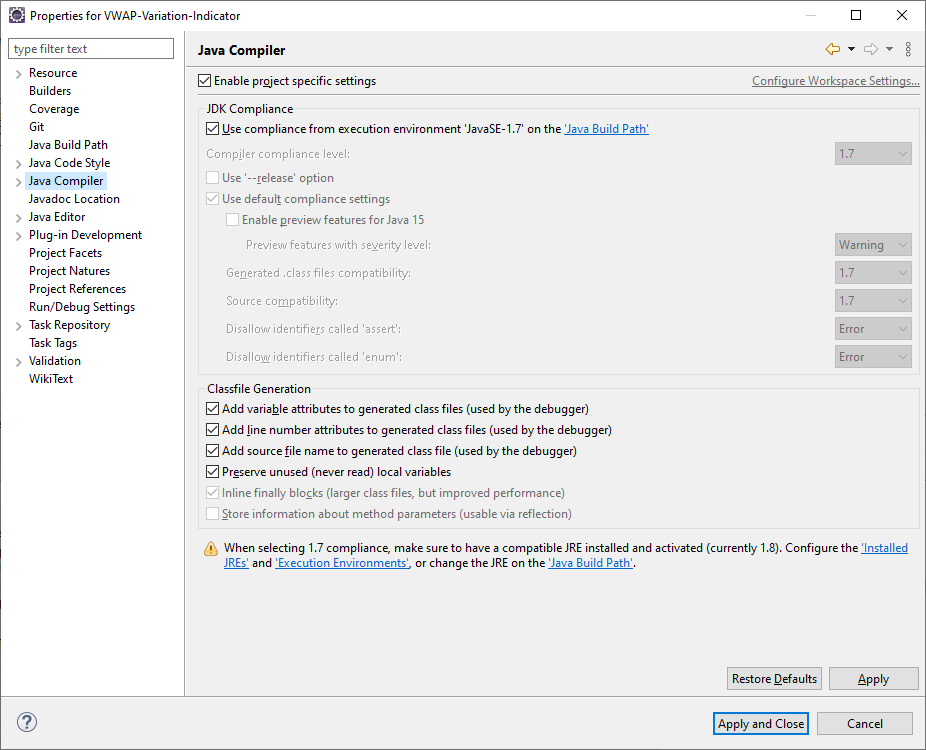 Properties for VWAP-Variation-Indicator
type filter text
Resource
Builders
Coverage
Git
Java Build Path
Java Code Style
Java Compiler
Javadoc Location
Java Editor
Plug-in Development
Project Facets
Project Natures
Project References
Run/Debug Settings
Task Repository
Task Tags
Validation
WikiText
Java Compiler
Enable project specific settings
Configure Workspace Settings...
JDK Compliance
Use compliance from execution environment 'JavaSE-1.7' on the 'Java Build Path'
Compiler compliance level: 1.7
Use '--release' option
Use default compliance settings
Enable preview features for Java 15
Preview features with severity level: Warning
Generated .class files compatibility: 1.7
Source compatibility: 1.7
Disallow identifiers called 'assert': Error
Disallow identifiers called 'enum': Error
Classfile Generation
Add variable attributes to generated class files (used by the debugger)
Add line number attributes to generated class files (used by the debugger)
Add source file name to generated class file (used by the debugger)
Preserve unused (never read) local variables
Inline finally blocks (larger class files, but improved performance)
Store information about method parameters (usable via reflection)
When selecting 1.7 compliance, make sure to have a compatible JRE installed and activated (currently 1.8). Configure the 'Installed
JREs' and 'Execution Environments', or change the JRE on the 'Java Build Path'.
Restore Defaults
Apply
?
Apply and Close
Cancel